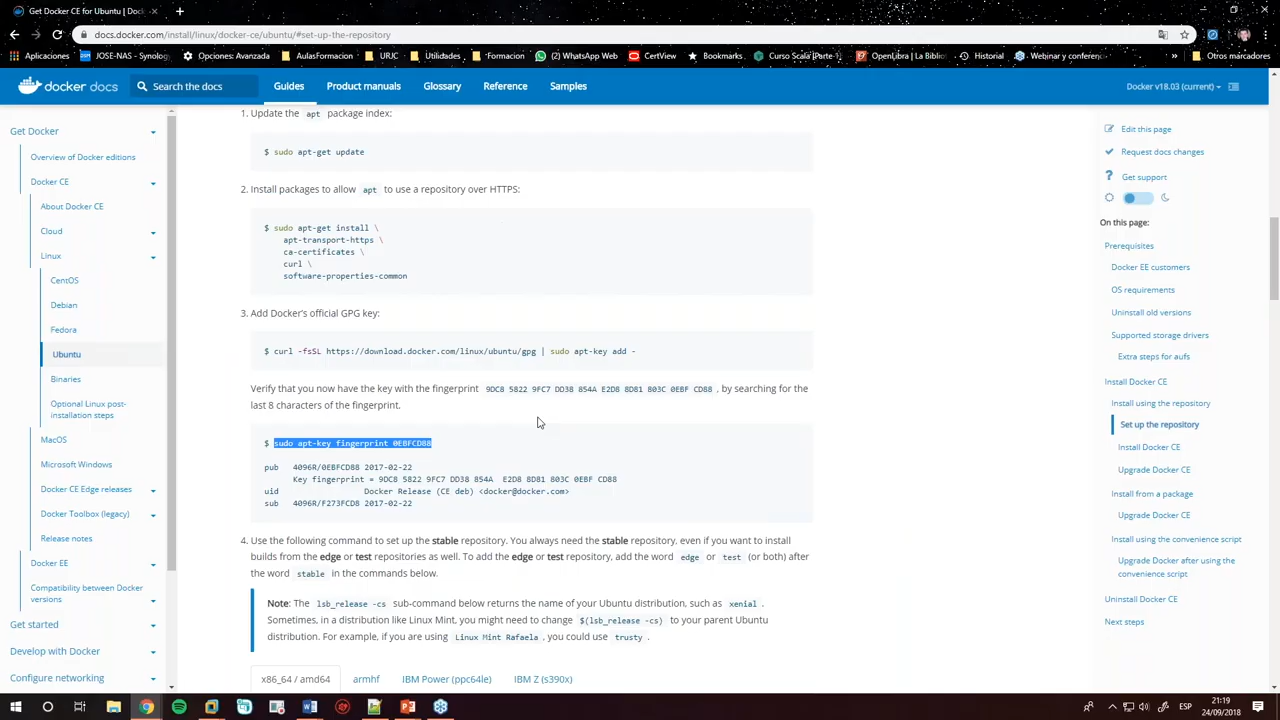 Get Docker CE for Ubuntu | Dock
docs.docker.com/install/linux/docker-ce/ubuntu/#set-up-the-repository
Aplicaciones
JOSE-NAS - Synolog
Opciones Avanzadas
AulasFormacion
URJC
Utilidades
*Formacion
WhatsApp Web
CertView
Bookmarks
Curso Scala(Parte-1)
OpenLibra | La Biblio
Historial
Webinar y conferenc
»
Otros marcadores
docker docs
Search the docs
Guides
Product manuals
Glossary
Reference
Samples
Docker v18.03 (current)
Get Docker
Overview of Docker editions
Docker CE
About Docker CE
Cloud
Linux
CentOS
Debian
Fedora
Ubuntu
Binaries
Optional Linux post-
installation steps
MacOS
Microsoft Windows
Docker CE Edge releases
Docker Toolbox (legacy)
Release notes
Docker EE
Compatibility between Docker
versions
Get started
Develop with Docker
Configure networking
1. Update the apt package index:
$ sudo apt-get update
2. Install packages to allow apt to use a repository over HTTPS:
$ sudo apt-get install \
apt-transport-https \
ca-certificates \
curl \
software-properties-common
3. Add Docker's official GPG key:
$ curl -fsSL https://download.docker.com/linux/ubuntu/gpg | sudo apt-key add -
Verify that you now have the key with the fingerprint 9DC8 5822 9FC7 DD38 854A E2D8 8D81 803C 0EBF CD88 , by searching for the
last 8 characters of the fingerprint.
$ sudo apt-key fingerprint 0EBFCD88
pub 4096R/0EBFCD88 2017-02-22
Key fingerprint = 9DC8 5822 9FC7 DD38 854A E2D8 8D81 803C 0EBF CD88
uid Docker Release (CE deb) <docker@docker.com>
sub 4096R/F273FCD8 2017-02-22
4. Use the following command to set up the stable repository. You always need the stable repository, even if you want to install
builds from the edge or test repositories as well. To add the edge or test repository, add the word edge or test (or both) after
the word stable in the commands below.
Note: The lsb_release -cs sub-command below returns the name of your Ubuntu distribution, such as xenial .
Sometimes, in a distribution like Linux Mint, you might need to change $(lsb_release -cs) to your parent Ubuntu
distribution. For example, if you are using Linux Mint Rafaela , you could use trusty .
x86_64 / amd64
armhf
IBM Power (ppc64le)
IBM Z (s390x)
Edit this page
Request docs changes
Get support
On this page:
Prerequisites
Docker EE customers
OS requirements
Uninstall old versions
Supported storage drivers
Extra steps for aufs
Install Docker CE
Install using the repository
Set up the repository
Install Docker CE
Upgrade Docker CE
Install from a package
Upgrade Docker CE
Install using the convenience script
Upgrade Docker after using the
convenience script
Uninstall Docker CE
Next steps
ESP
21:19
24/09/2018